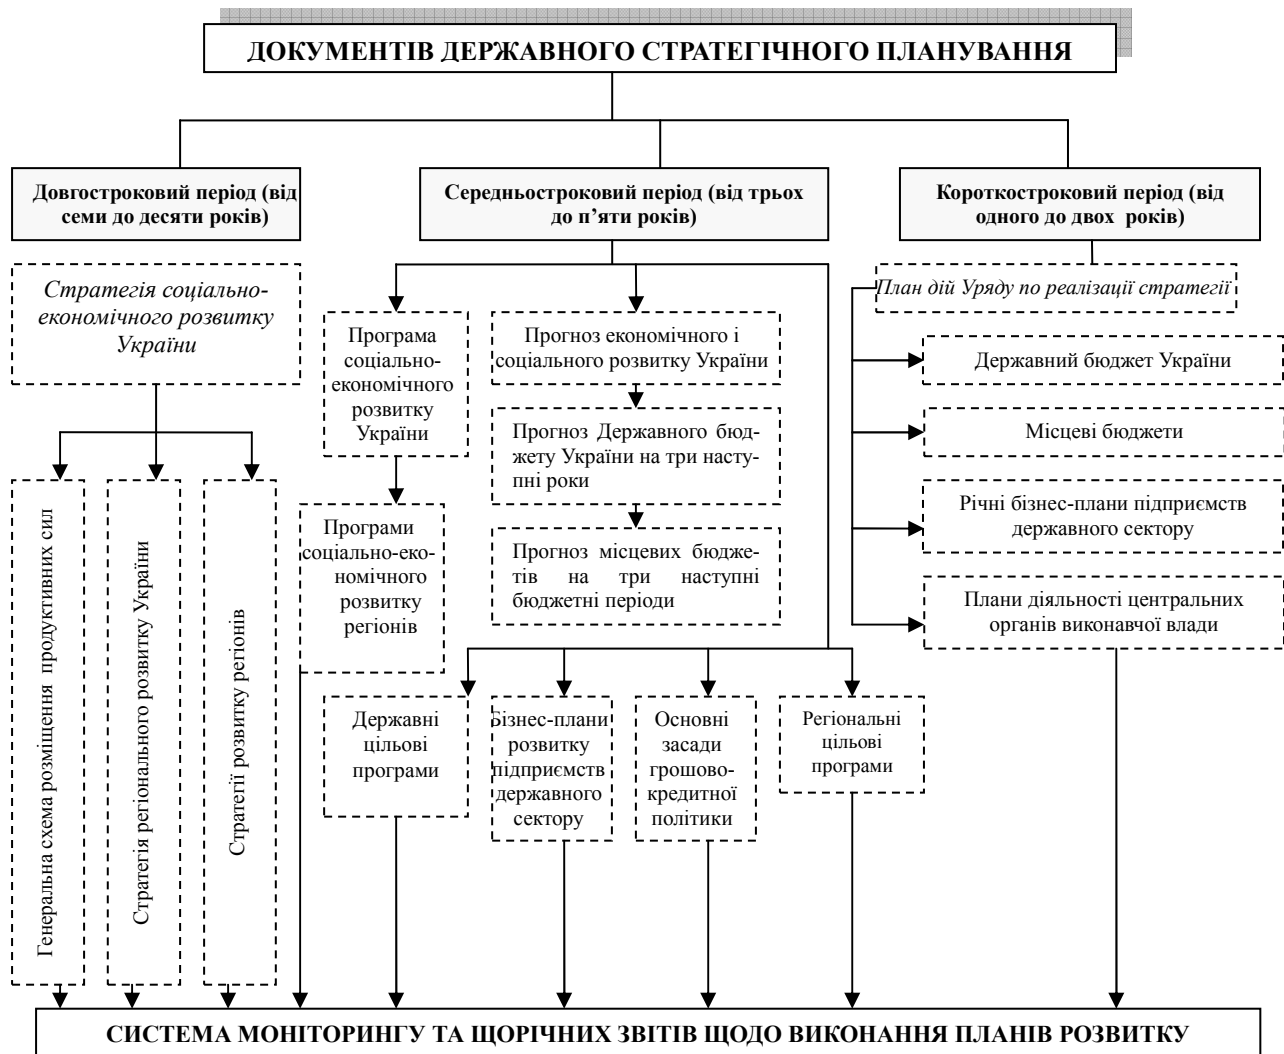 ДОКУМЕНТІВ ДЕРЖАВНОГО СТРАТЕГІЧНОГО ПЛАНУВАННЯ
Довгостроковий період (від
семи до десяти років)
Середньостроковий період (від трьох
до п’яти років)
Короткостроковий період (від
одного до двох років)
Стратегія соціально-
економічного розвитку
України
Генеральна схема розміщення продуктивних сил
Стратегія регіонального розвитку України
Стратегії розвитку регіонів
Програма
соціально-
економічного
розвитку
України
Програми
соціально-еко-
номічного
розвитку
регіонів
Прогноз економічного і
соціального розвитку України
Прогноз Державного бюд-
жету України на три насту-
пні роки
Прогноз місцевих бюдже-
тів на три наступні
бюджетні періоди
Державні
цільові
програми
Бізнес-плани
розвитку
підприємств
державного
сектору
Основні
засади
грошово-
кредитної
політики
Регіональні
цільові
програми
План дій Уряду по реалізації стратегії
Державний бюджет України
Місцеві бюджети
Річні бізнес-плани підприємств
державного сектору
Плани діяльності центральних
органів виконавчої влади
СИСТЕМА МОНІТОРИНГУ ТА ЩОРІЧНИХ ЗВІТІВ ЩОДО ВИКОНАННЯ ПЛАНІВ РОЗВИТКУ